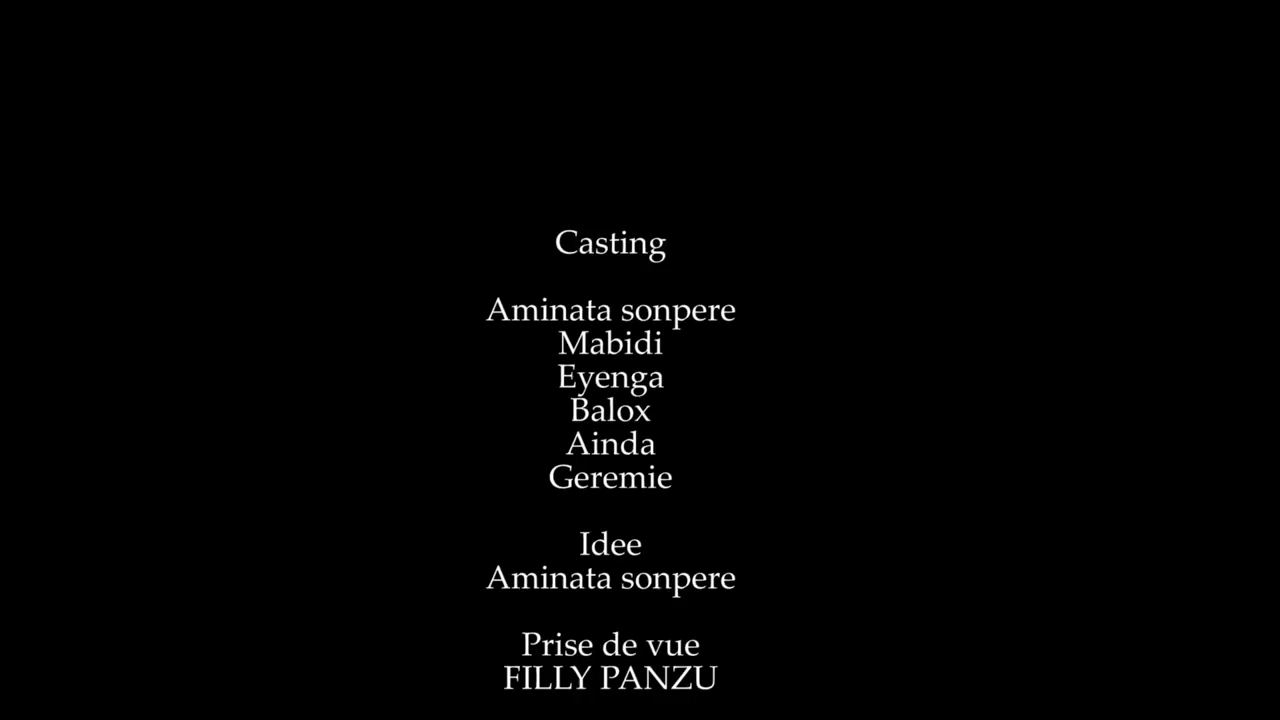 Casting
Aminata sonpere
Mabidi
Eyenga
Balox
Ainda
Geremie
Idee
Aminata sonpere
Prise de vue
FILLY PANZU